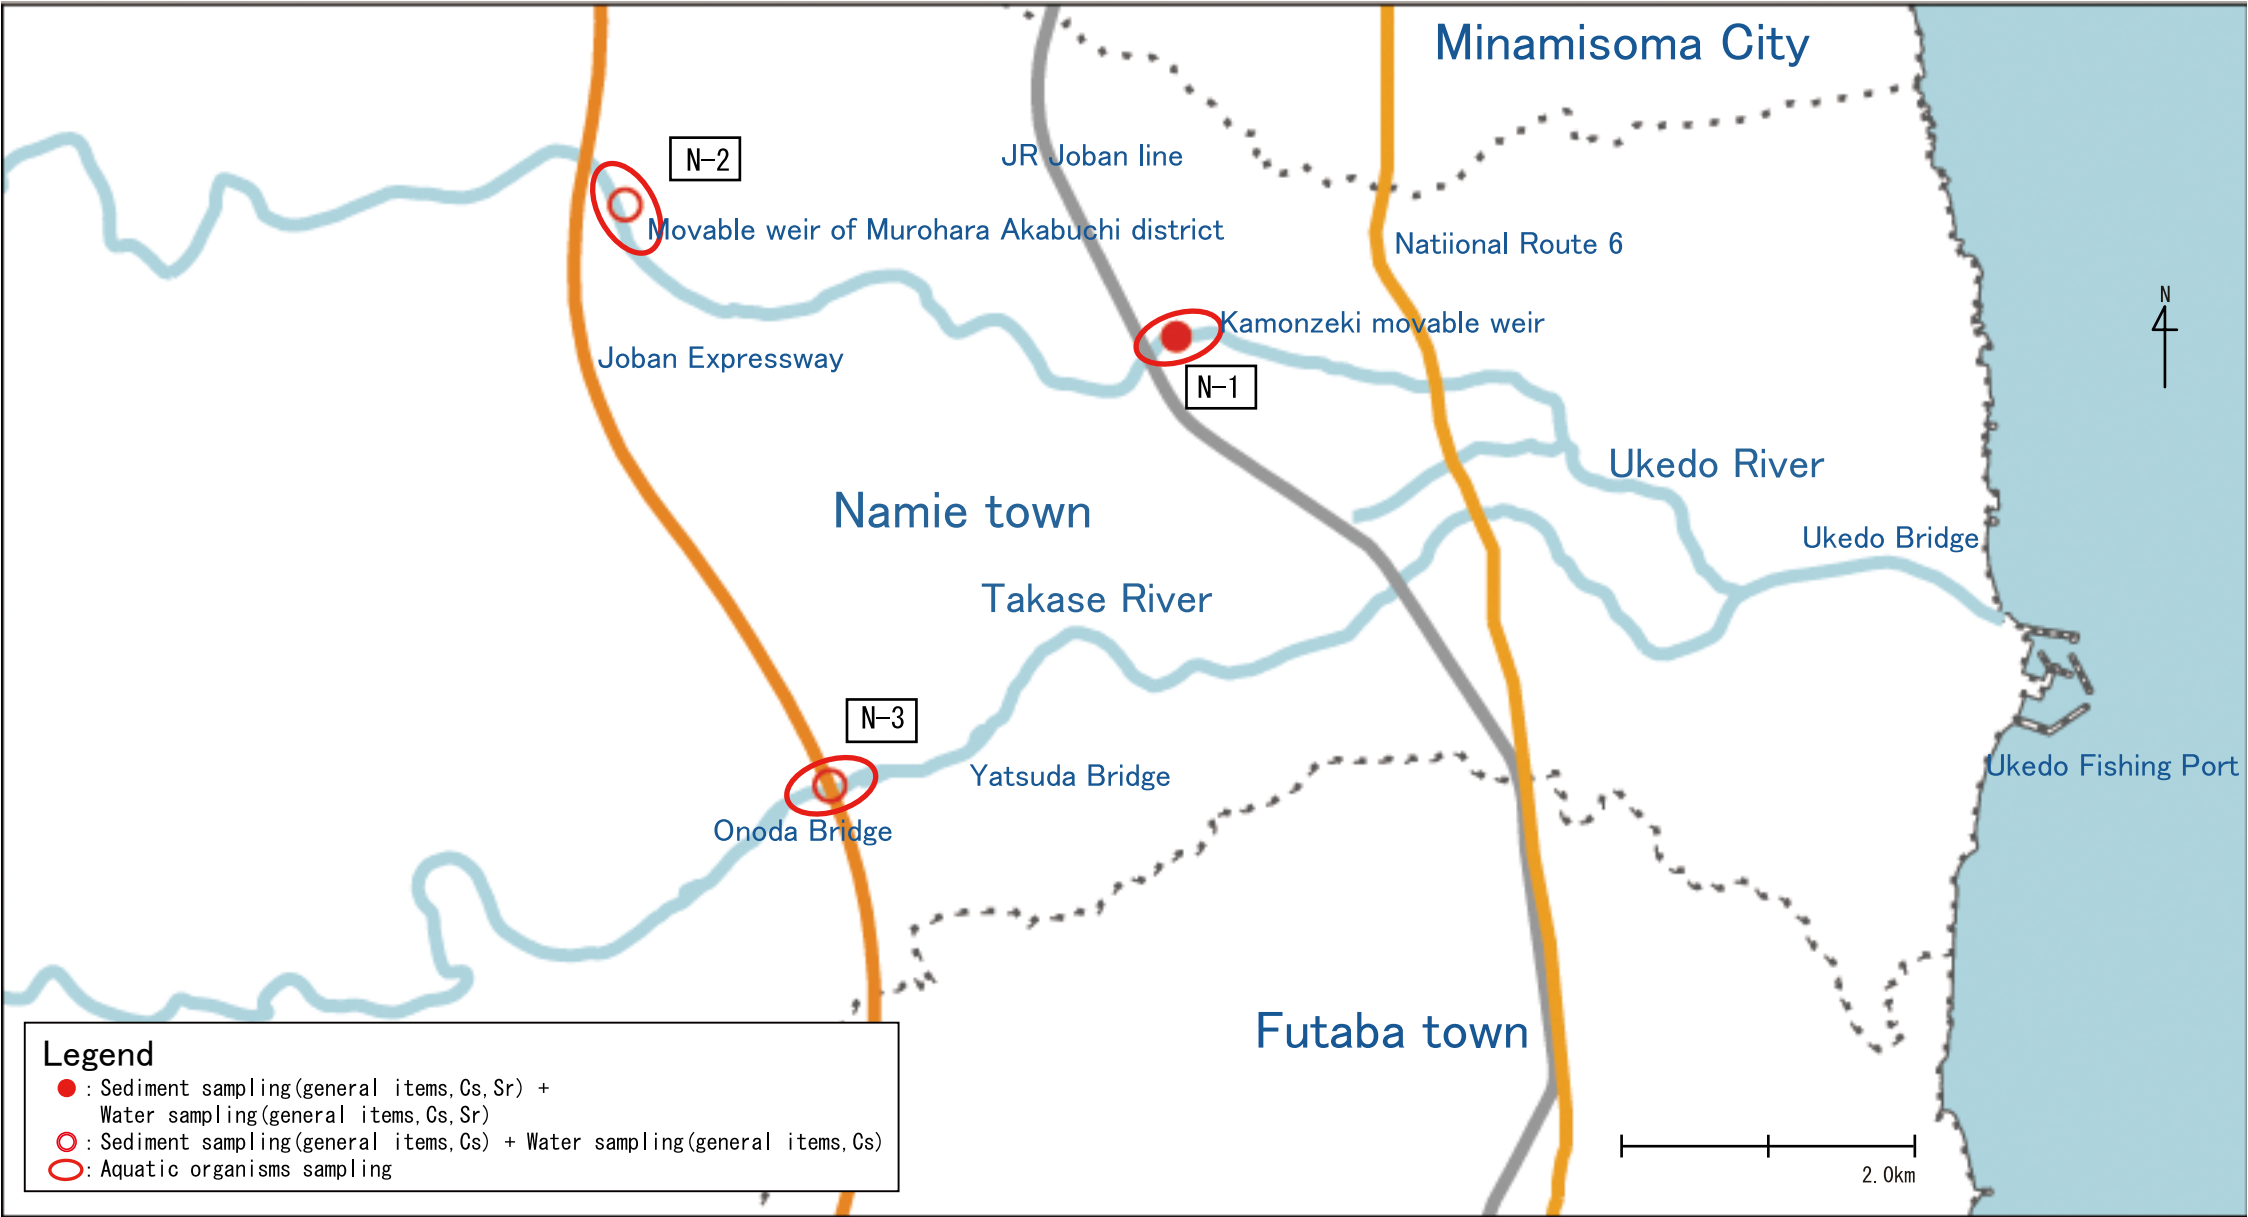 Minamisoma City
N-2
JR Joban line
Movable weir of Murohara Akabuchi district
Natiional Route 6
N
Kamonzeki movable weir
Joban Expressway
N-1
Ukedo River
Namie town
Ukedo Bridge
Takase River
N-3
Yatsuda Bridge
Ukedo Fishing Port
Onoda Bridge
Futaba town
Legend
: Sediment sampling(general items,Cs,Sr) +
Water sampling(general items,Cs,Sr)
: Sediment sampling(general items,Cs) + Water sampling(general items,Cs)
: Aquatic organisms sampling
2.0km